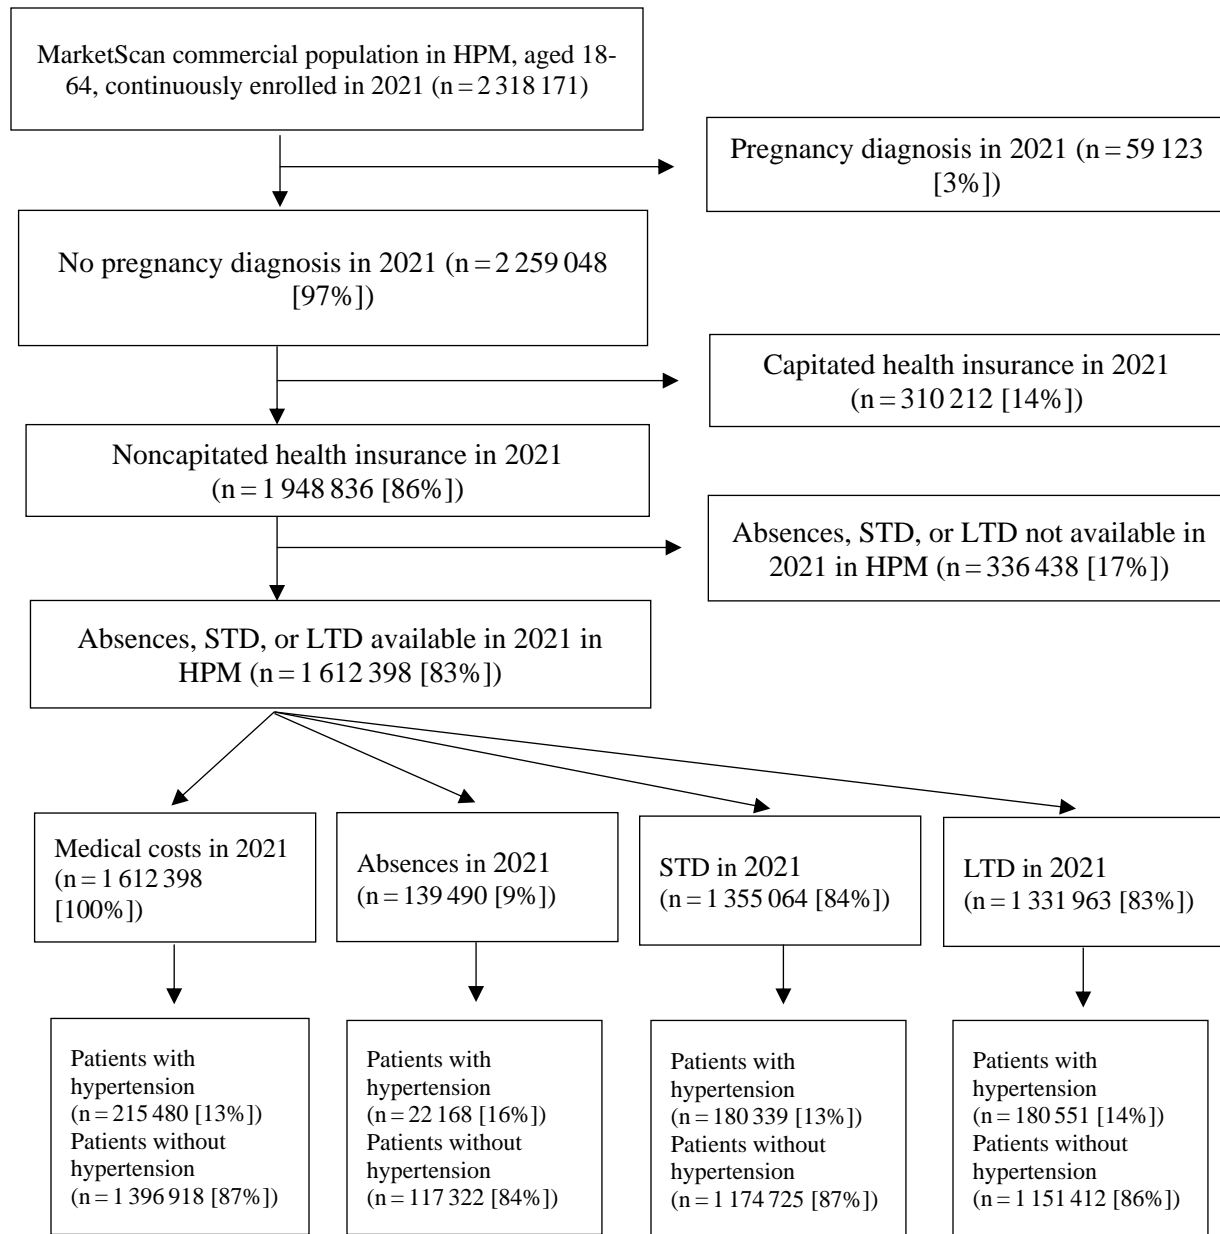 MarketScan commercial population in HPM, aged 18-
64, continuously enrolled in 2021 (n = 2 318 171)
Pregnancy diagnosis in 2021 (n = 59 123
[3%])
No pregnancy diagnosis in 2021 (n = 2 259 048
[97%])
Capitated health insurance in 2021
(n = 310 212 [14%])
Noncapitated health insurance in 2021
(n = 1 948 836 [86%])
Absences, STD, or LTD not available in
2021 in HPM (n = 336 438 [17%]
Absences, STD, or LTD available in 2021 in
HPM (n = 1 612 398 [83%])
Medical costs in 2021
(n = 1 612 398
[100%])
Absences in 2021
(n = 139 490 [9%])
STD in 2021
(n = 1 355 064 [84%])
LTD in 2021
(n = 1 331 963 [83%])
Patients with
hypertension
(n = 215 480 [13%])
Patients without
hypertension
(n = 1 396 918 [87%])
Patients with
hypertension
(n = 22 168 [16%])
Patients without
hypertension
(n = 117 322 [84%])
Patients with
hypertension
(n = 180 339 [13%])
Patients without
hypertension
(n = 1 174 725 [87%])
Patients with
hypertension
(n = 180 551 [14%])
Patients without
hypertension
(n = 1 151 412 [86%])